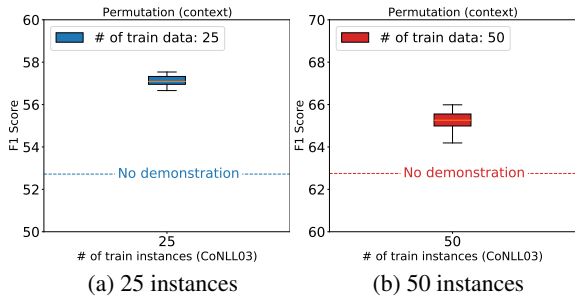 Permutation (context)
60
58
56
54
52
50
F1 Score
# of train data: 25
No demonstration
25
# of train instances (CoNLL03)
(a) 25 instances
Permutation (context)
70
68
66
64
62
60
F1 Score
# of train data: 50
No demonstration
50
# of train instances (CoNLL03)
(b) 50 instances